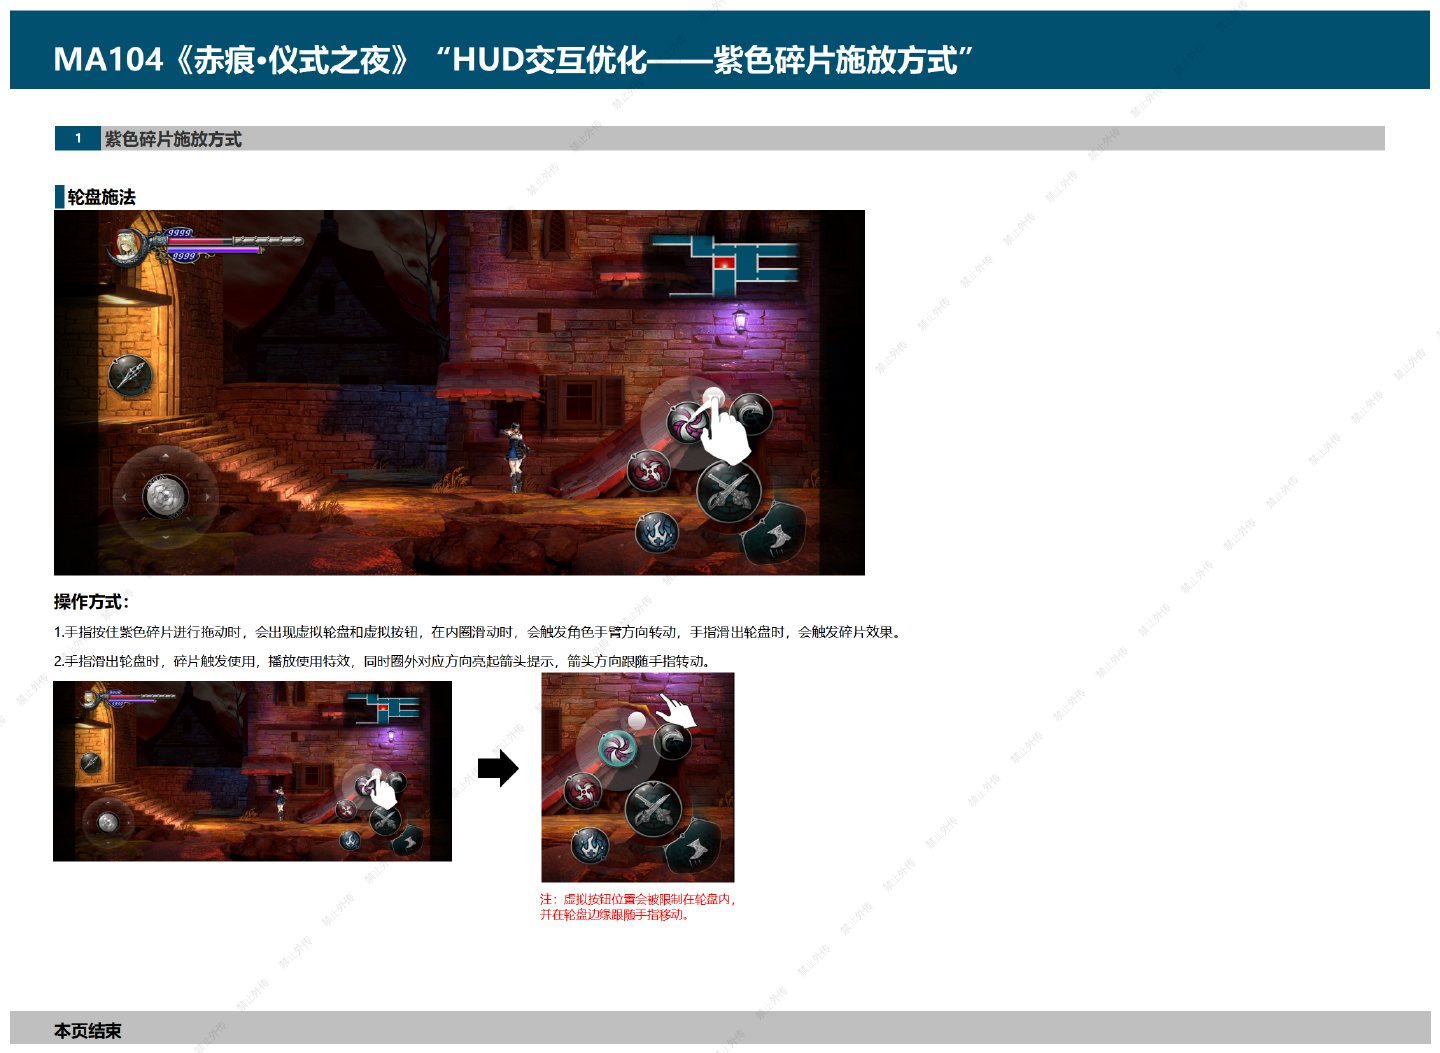 MA104《赤痕•仪式之夜》“HUD交互优化——紫色碎片施放方式”
1 紫色碎片施放方式
轮盘施法
9999
9999
操作方式：
1.手指按住紫色碎片进行拖动时，会出现虚拟轮盘和虚拟按钮，在内圈滑动时，会触发角色手臂方向转动，手指滑出轮盘时，会触发碎片效果。
2.手指滑出轮盘时，碎片触发使用，播放使用特效，同时圈外对应方向亮起箭头提示，箭头方向跟随手指转动。
注：虚拟按钮位置会被限制在轮盘内，
并在轮盘边缘跟随手指移动。
本页结束
禁止外传